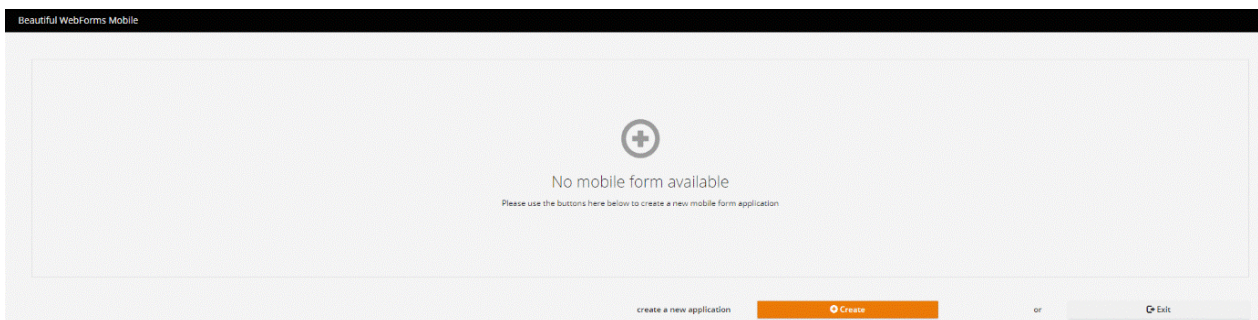 Beautiful WebForms Mobile
No mobile form available
Please use the buttons here below to create a new mobile form application
create a new application Create or Exit